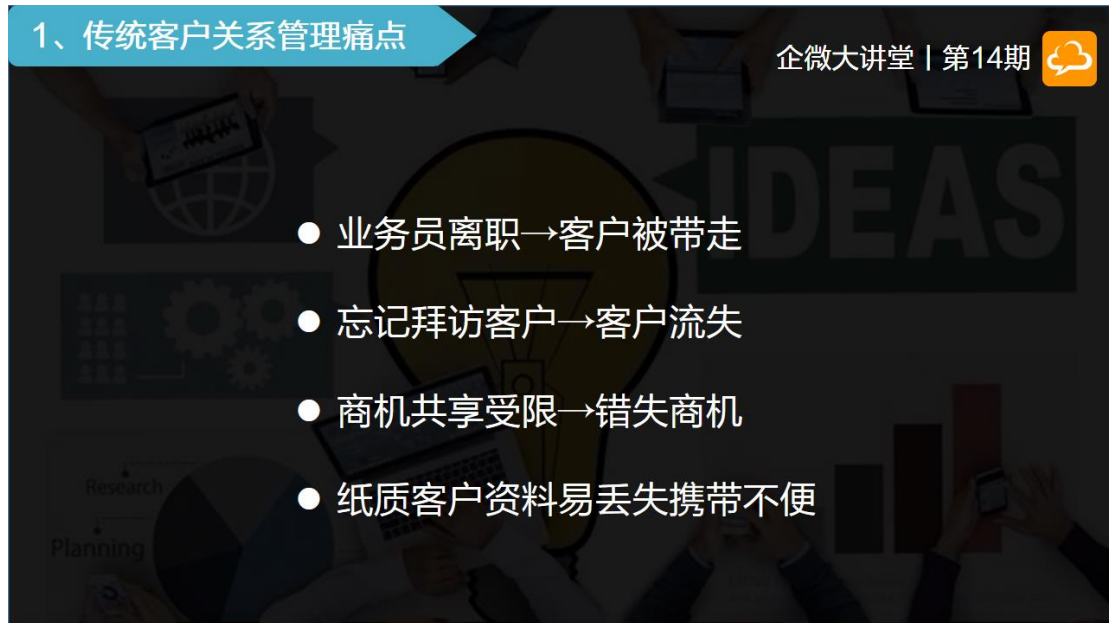 1、传统客户关系管理痛点
企微大讲堂丨第14期
IDEAS
● 业务员离职→客户被带走
● 忘记拜访客户→客户流失
● 商机共享受限→错失商机
● 纸质客户资料易丢失携带不便
Research
Planning